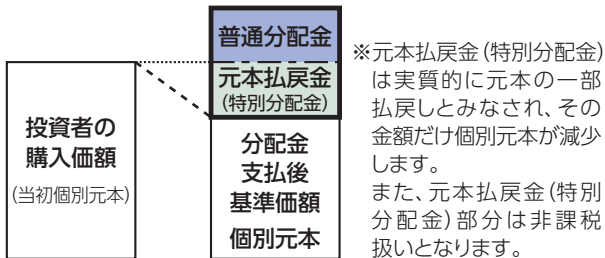 普通分配金
元本払戻金
(特別分配金)
投資者の
購入価額
(当初個別元本)
分配金
支払後
基準価額
個別元本
※元本払戻金(特別分配金)
は実質的に元本の一部
払戻しとみなされ、その
金額だけ個別元本が減少
します。
また、元本払戻金(特別
分配金)部分は非課税
扱いとなります。